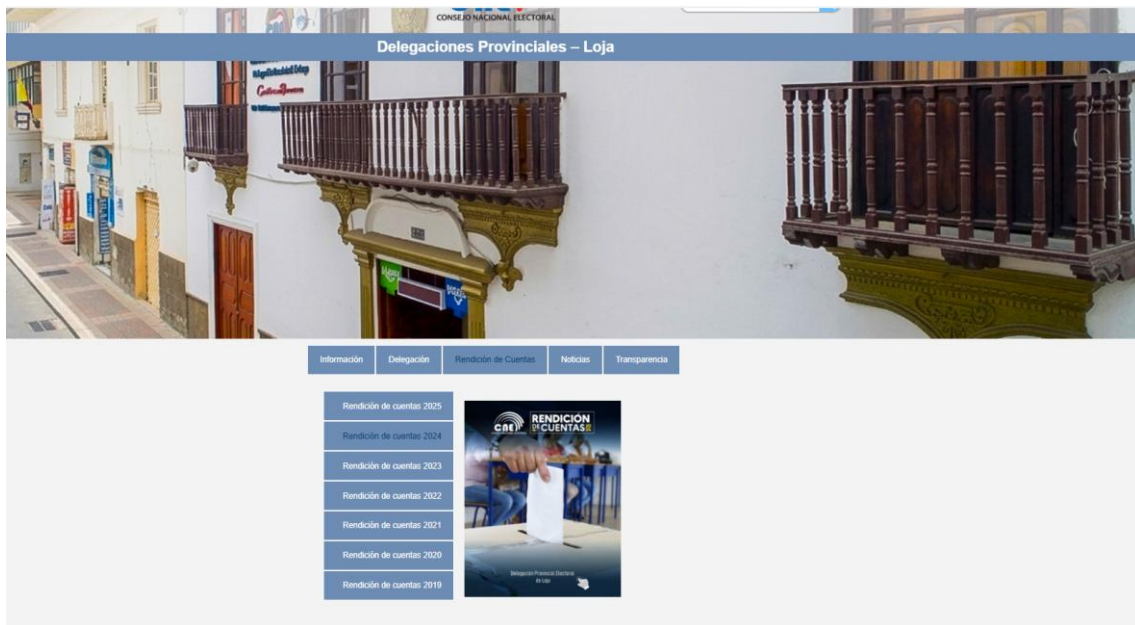 CONSEJO NACIONAL ELECTORAL
Delegaciones Provinciales – Loja
Información
Delegación
Rendición de Cuentas
Noticias
Transparencia
Rendición de cuentas 2025
Rendición de cuentas 2024
Rendición de cuentas 2023
Rendición de cuentas 2022
Rendición de cuentas 2021
Rendición de cuentas 2020
Rendición de cuentas 2019
cne
RENDICIÓN
DE CUENTAS
Delegación Provincial Electoral
de Loja